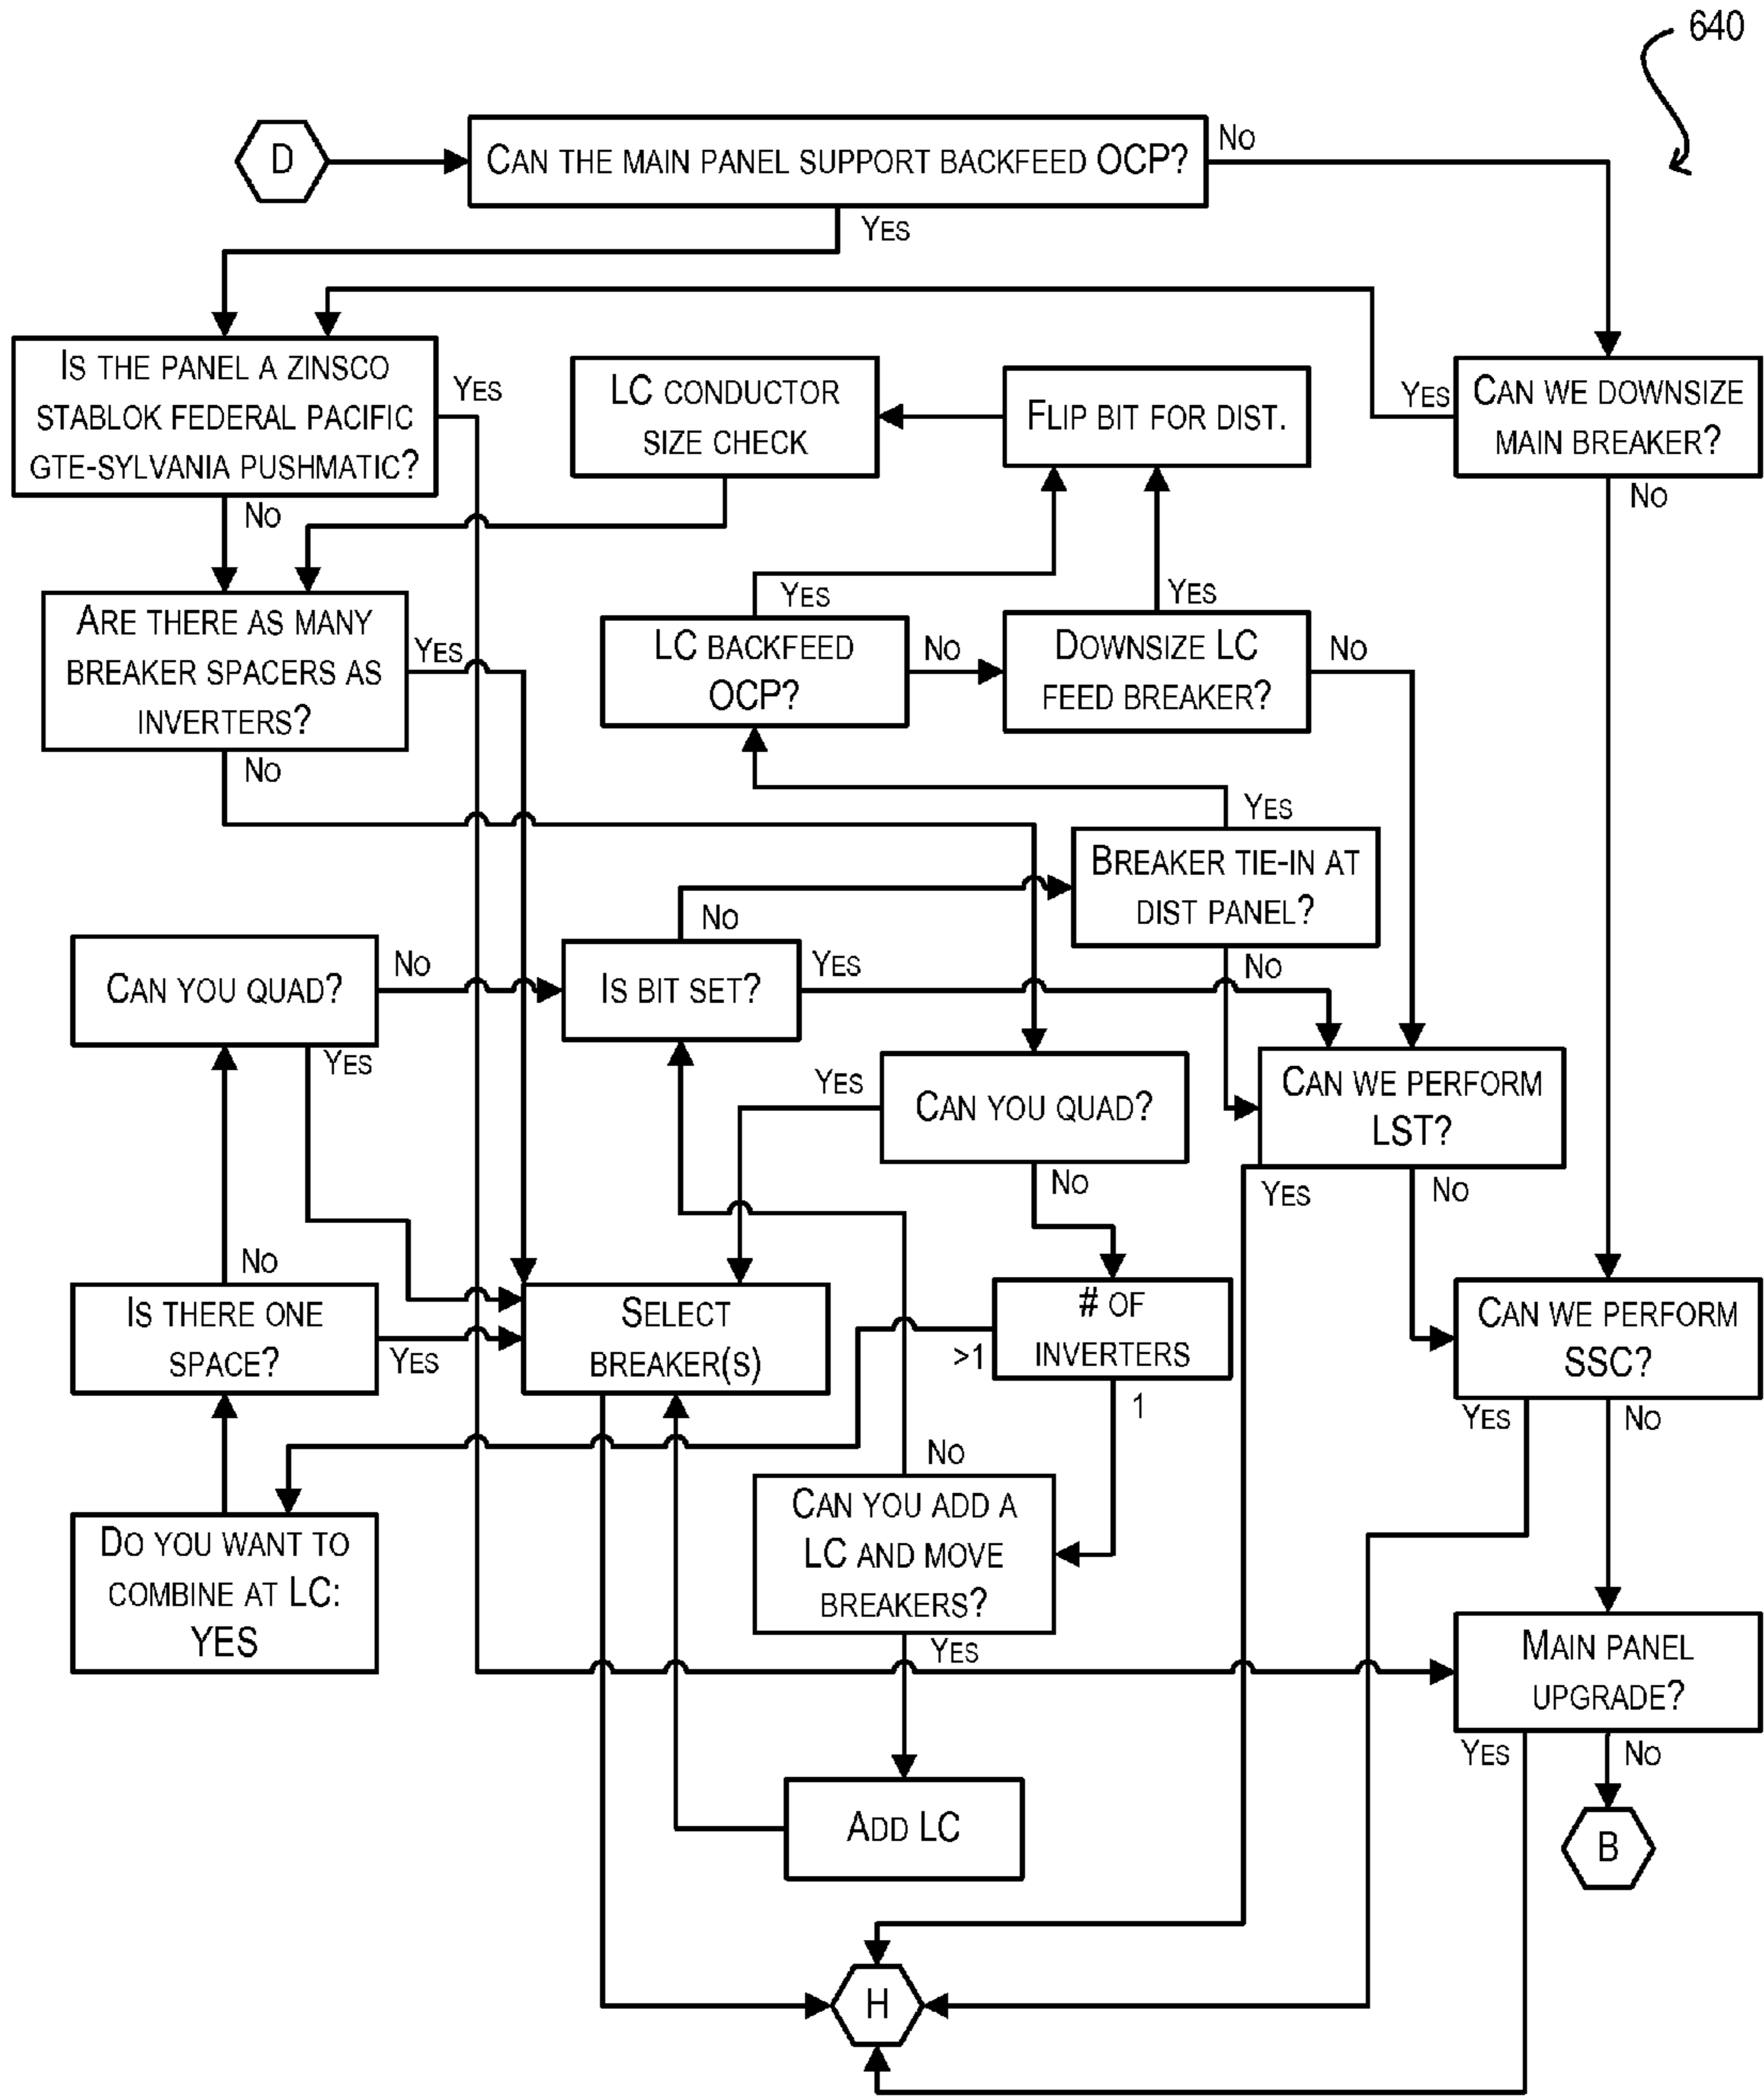 640
D
CAN THE MAIN PANEL SUPPORT BACKFEED OCP?
NO
YES
IS THE PANEL A ZINSCO
STABLOK FEDERAL PACIFIC
GTE-SYLVANIA PUSHMATIC?
YES
NO
LC CONDUCTOR
SIZE CHECK
FLIP BIT FOR DIST.
YES
CAN WE DOWNSIZE
MAIN BREAKER?
NO
ARE THERE AS MANY
BREAKER SPACERS AS
INVERTERS?
YES
NO
YES
LC BACKFEED
OCP?
NO
YES
DOWNSIZE LC
FEED BREAKER?
NO
YES
BREAKER TIE-IN AT
DIST PANEL?
NO
CAN YOU QUAD?
NO
YES
NO
IS BIT SET?
YES
YES
CAN YOU QUAD?
NO
CAN WE PERFORM
LST?
YES
NO
NO
IS THERE ONE
SPACE?
YES
SELECT
BREAKER(S)
# OF
INVERTERS
>1
1
CAN WE PERFORM
SSC?
YES
NO
DO YOU WANT TO
COMBINE AT LC:
YES
NO
CAN YOU ADD A
LC AND MOVE
BREAKERS?
YES
MAIN PANEL
UPGRADE?
YES
NO
ADD LC
B
H